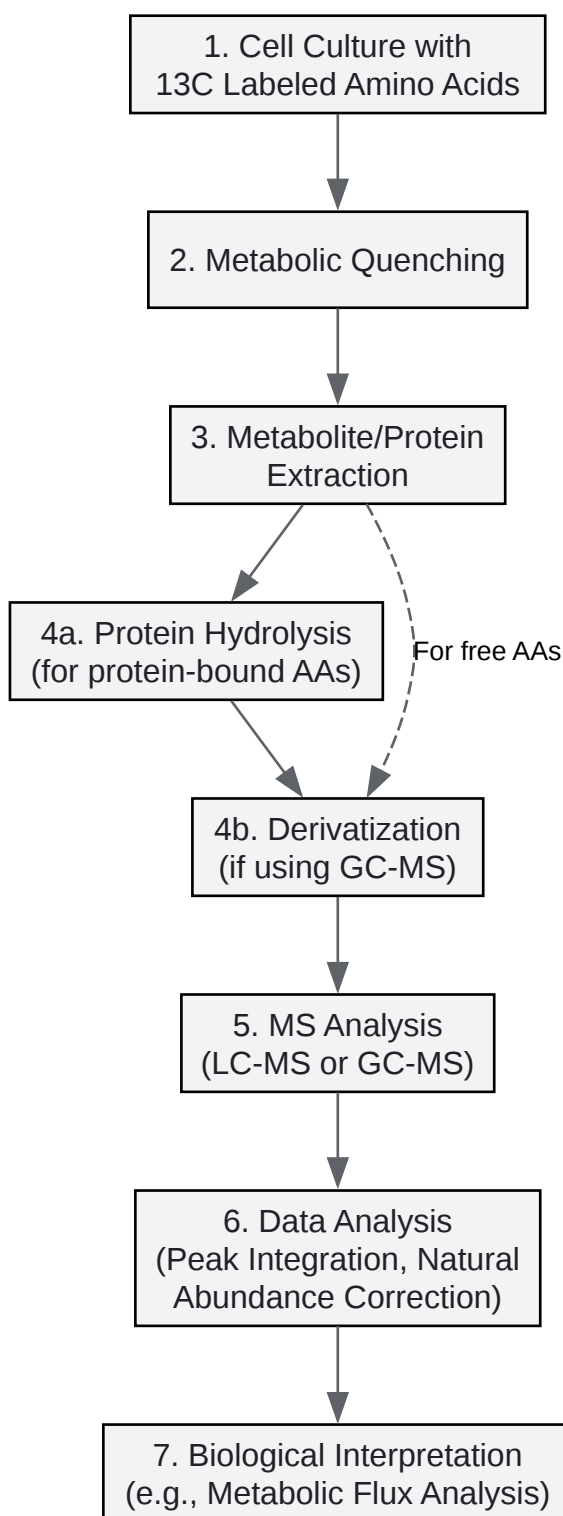 1. Cell Culture with
13C Labeled Amino Acids
2. Metabolic Quenching
3. Metabolite/Protein
Extraction
4a. Protein Hydrolysis
(for protein-bound AAs)
For free AAs
4b. Derivatization
(if using GC-MS)
5. MS Analysis
(LC-MS or GC-MS)
6. Data Analysis
(Peak Integration, Natural
Abundance Correction)
7. Biological Interpretation
(e.g., Metabolic Flux Analysis)